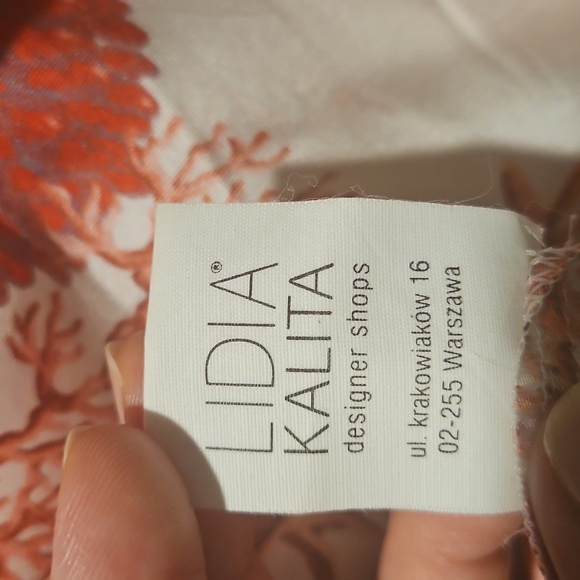 LIDIA®
KALITA
designer shops
ul. krakowiaków 16
02-255 Warszawa